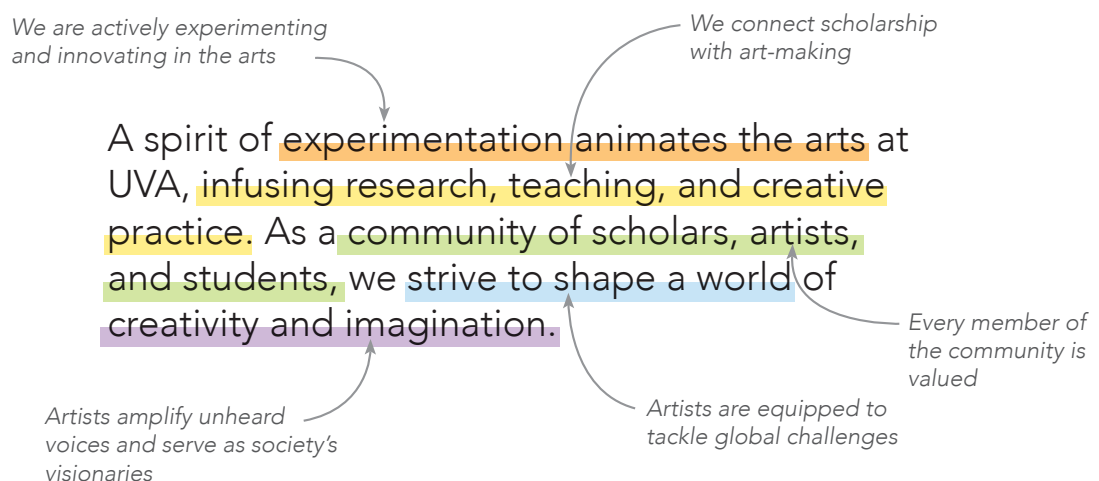 We are actively experimenting
and innovating in the arts
We connect scholarship
with art-making
A spirit of experimentation animates the arts at
UVA, infusing research, teaching, and creative
practice. As a community of scholars, artists,
and students, we strive to shape a world of
creativity and imagination.
Every member of
the community is
valued
Artists amplify unheard
voices and serve as society’s
visionaries
Artists are equipped to
tackle global challenges